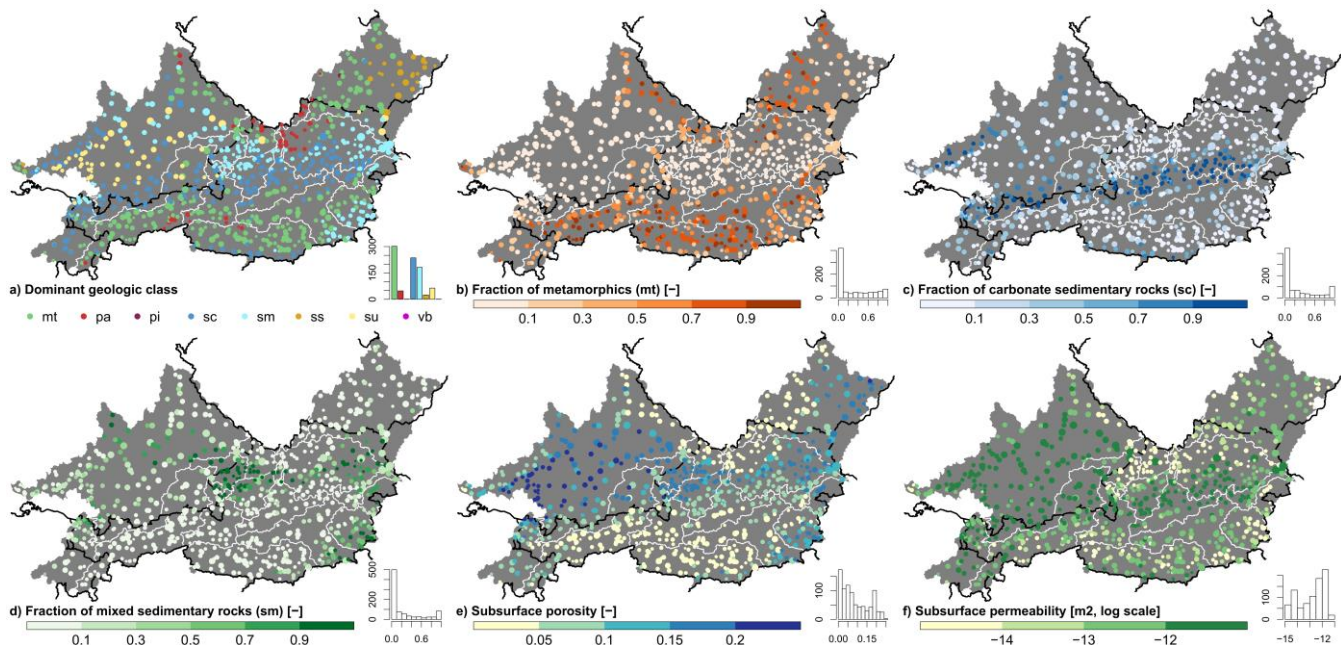 300
150
0
a) Dominant geologic class
mt pa pi sc sm ss su vb
200
0
0.0 0.6
b) Fraction of metamorphics (mt) [−]
0.1 0.3 0.5 0.7 0.9
200
0
0.0 0.6
c) Fraction of carbonate sedimentary rocks (sc) [−]
0.1 0.3 0.5 0.7 0.9
500
200
0
0.0 0.6
d) Fraction of mixed sedimentary rocks (sm) [−]
0.1 0.3 0.5 0.7 0.9
100
0
0.00 0.15
e) Subsurface porosity [−]
0.05 0.1 0.15 0.2
100
0
−15 −12
f) Subsurface permeability [m2, log scale]
−14 −13 −12